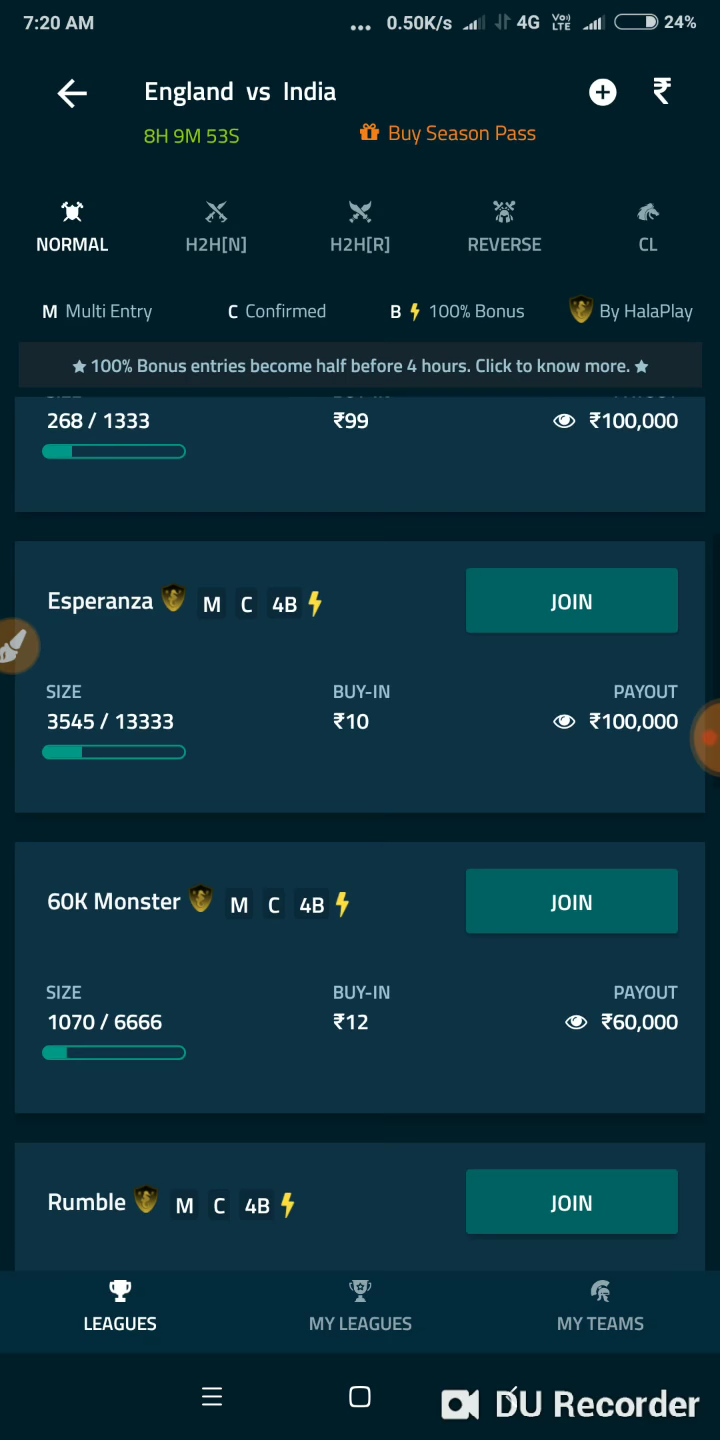 7:20 AM ... 0.50K/s 4G VoLTE 24%
England vs India
8H 9M 53S Buy Season Pass
NORMAL H2H[N] H2H[R] REVERSE CL
M Multi Entry C Confirmed B 100% Bonus By HalaPlay
★ 100% Bonus entries become half before 4 hours. Click to know more. ★
268 / 1333 ₹99 ₹100,000
Esperanza M C 4B JOIN
SIZE BUY-IN PAYOUT
3545 / 13333 ₹10 ₹100,000
60K Monster M C 4B JOIN
SIZE BUY-IN PAYOUT
1070 / 6666 ₹12 ₹60,000
Rumble M C 4B JOIN
LEAGUES MY LEAGUES MY TEAMS
DU Recorder